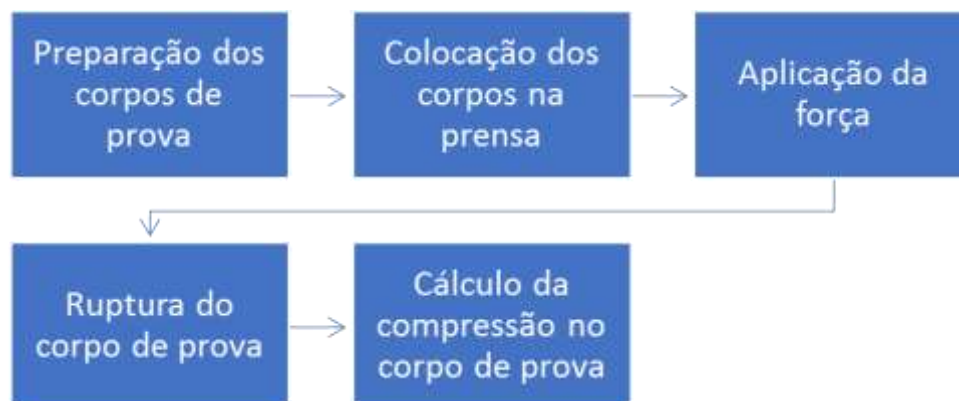 Preparação dos
corpos de
prova
Colocação dos
corpos na
prensa
Aplicação da
força
Ruptura do
corpo de prova
Cálculo da
compressão no
corpo de prova